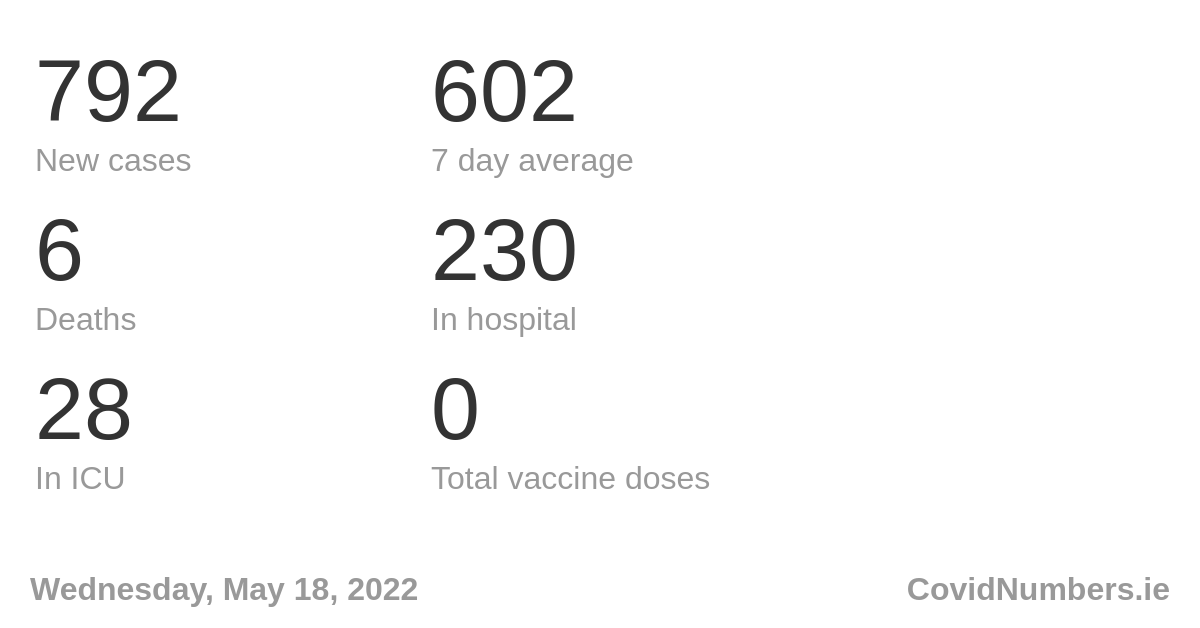 792
New cases
602
7 day average
6
Deaths
230
In hospital
28
In ICU
0
Total vaccine doses
Wednesday, May 18, 2022
CovidNumbers.ie